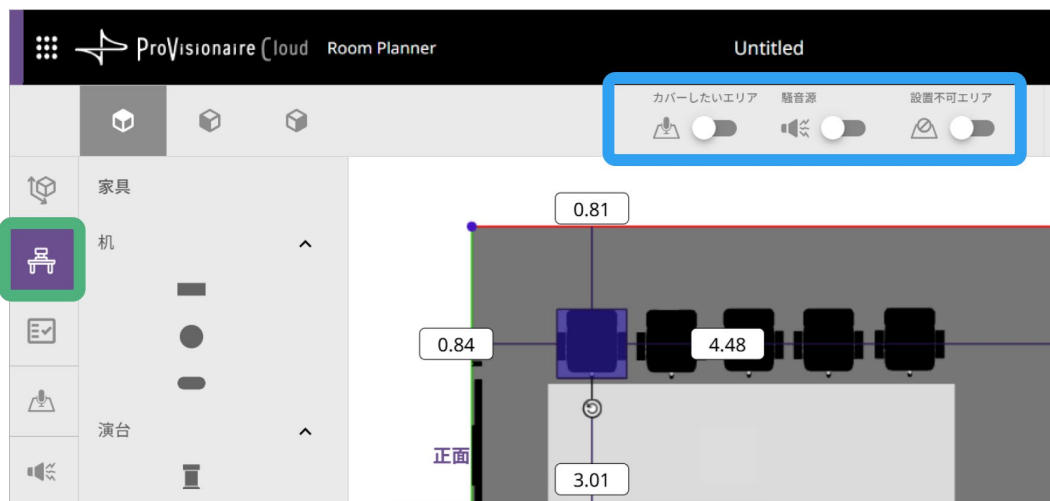 ProVisionaire Cloud Room Planner Untitled
カバーしたいエリア 騒音源 設置不可エリア
家具
0.81
机
0.84 4.48
演台
正面
3.01